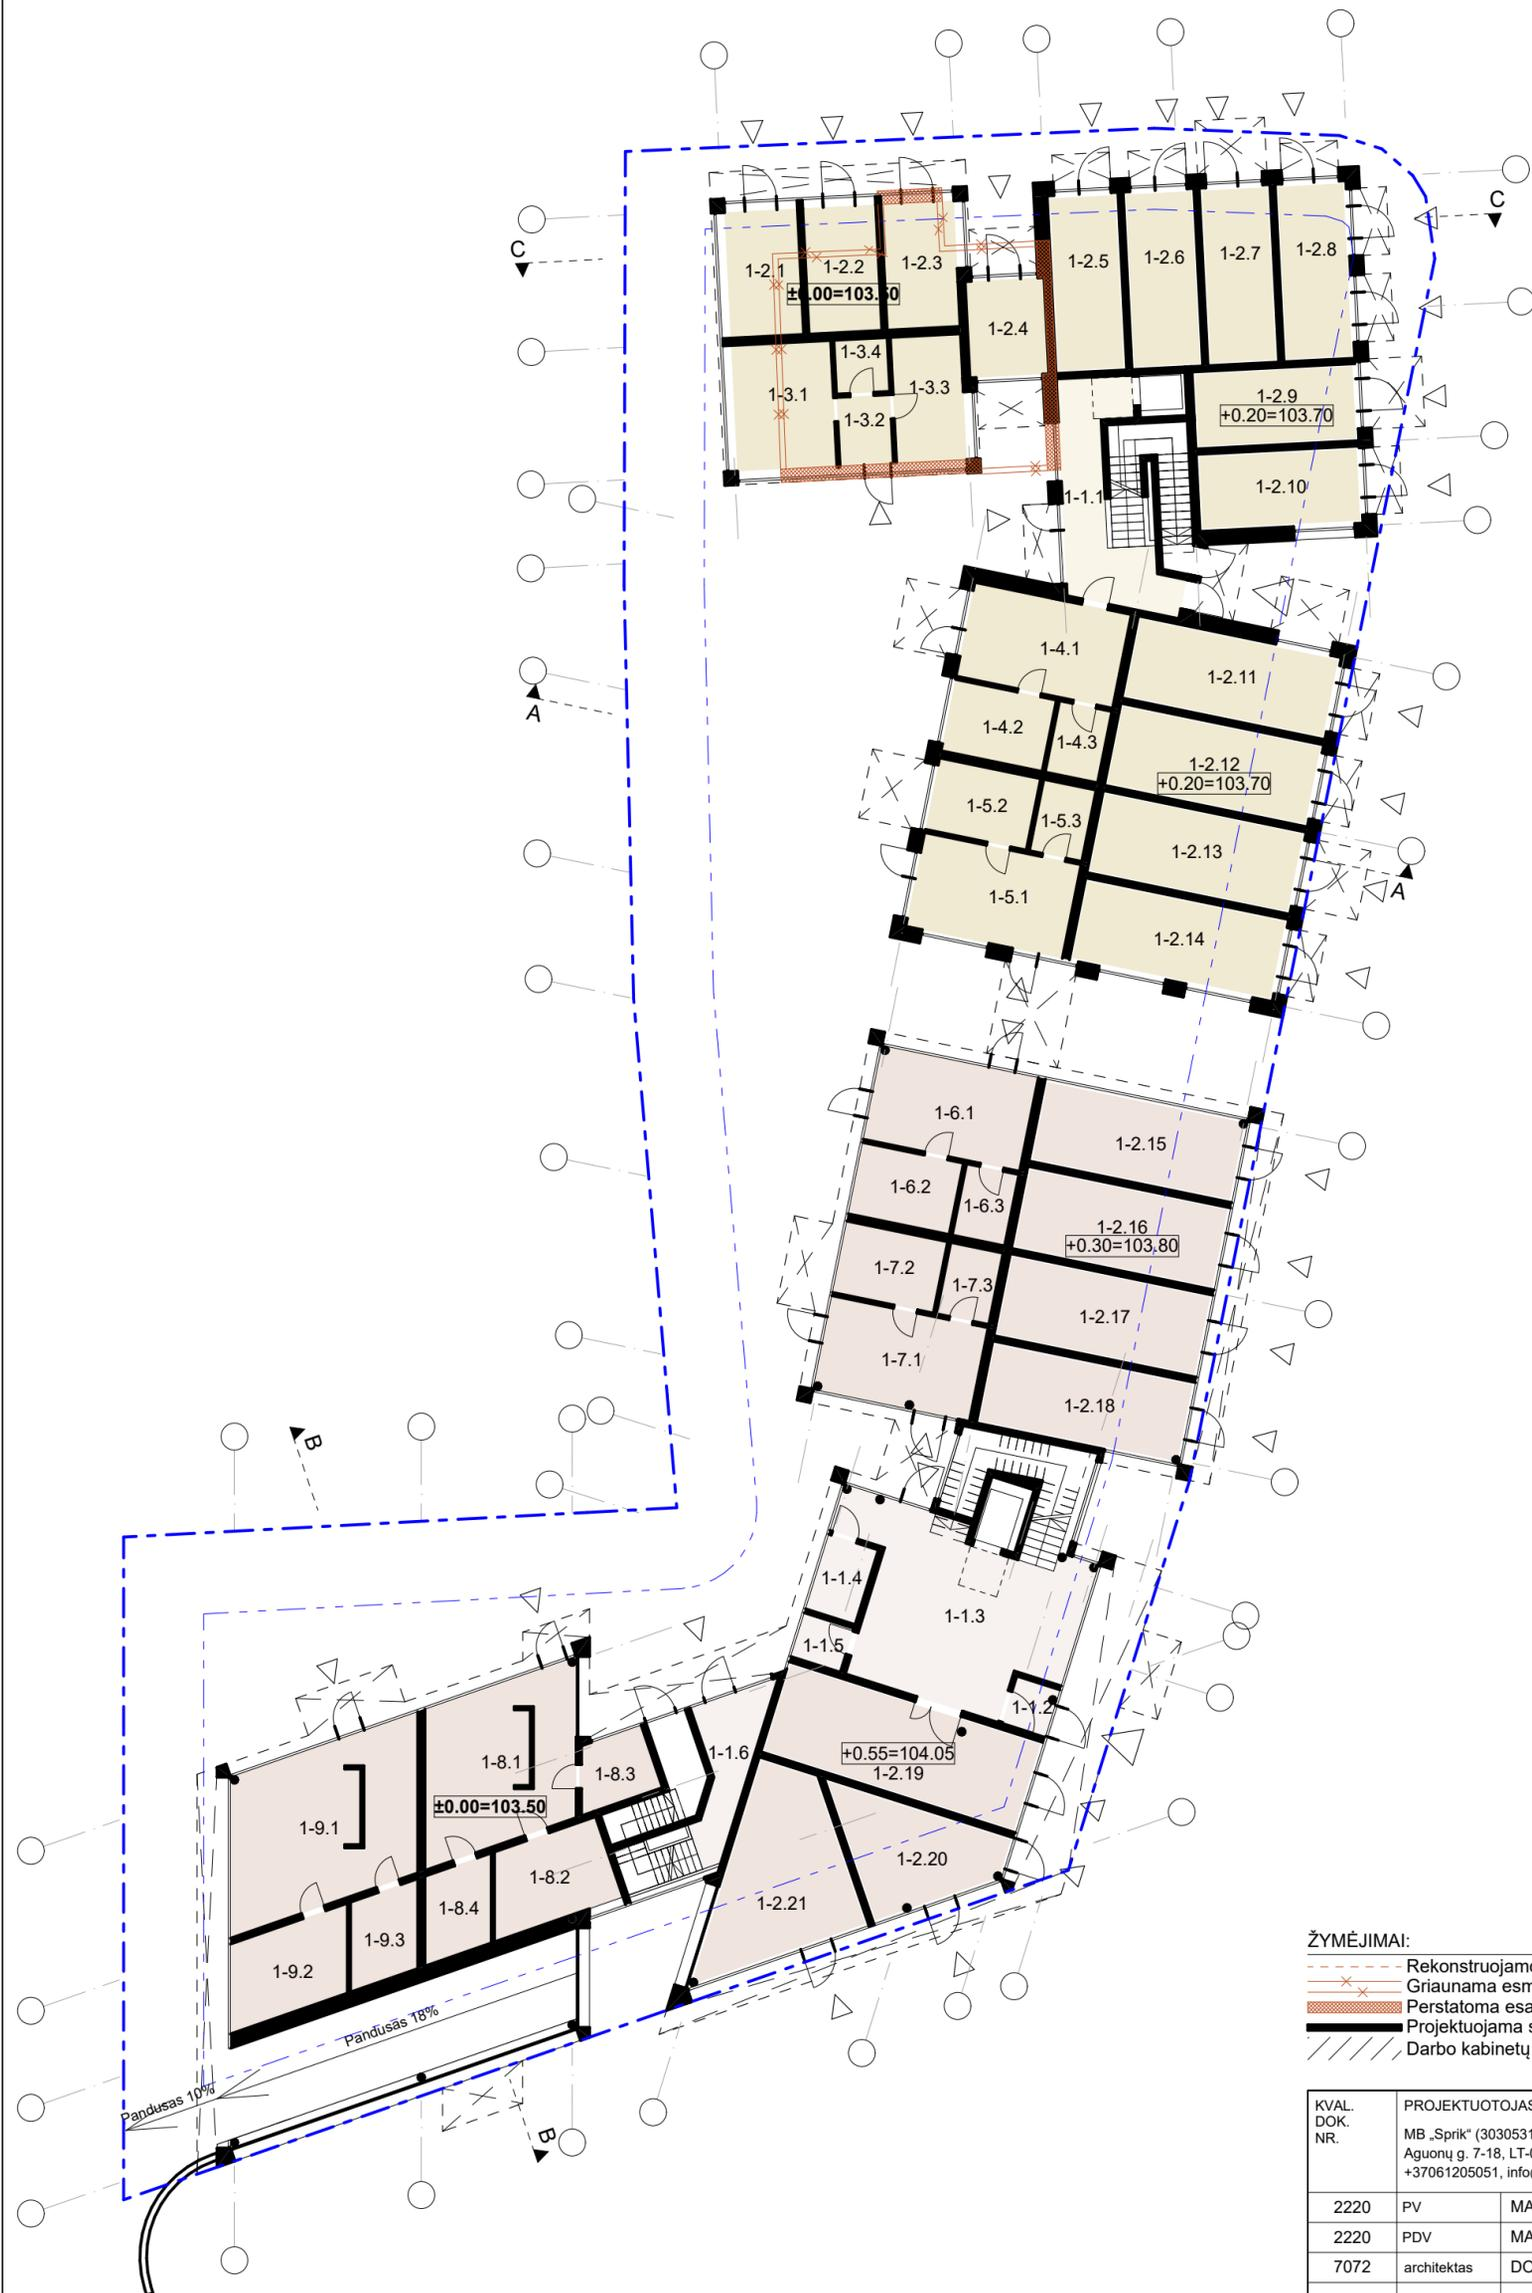 C
C
1-2.1
1-2.2
1-2.3
±0.00=103.50
1-2.4
1-2.5
1-2.6
1-2.7
1-2.8
1-3.4
1-3.1
1-3.3
1-3.2
1-2.9
+0.20=103.70
1-2.10
1-1.1
A
1-4.1
1-2.11
1-4.2
1-4.3
1-2.12
+0.20=103.70
1-5.2
1-5.3
1-2.13
A
1-5.1
1-2.14
1-6.1
1-2.15
1-6.2
1-6.3
1-2.16
+0.30=103.80
1-7.2
1-7.3
1-2.17
1-7.1
1-2.18
B
1-1.4
1-1.3
1-1.5
1-1.2
1-1.6
+0.55=104.05
1-2.19
1-8.1
1-8.3
±0.00=103.50
1-9.1
1-2.20
1-8.2
1-2.21
1-8.4
1-9.3
1-9.2
Pandusas 18%
Pandusas 10%
B
ŽYMĖJIMAI:
Rekonstruojamo
Griaunama esm
Perstatoma esa
Projektuojama s
Darbo kabinetų
KVAL.
DOK.
NR.
PROJEKTUOTOJAS
MB „Sprik“ (3030531
Aguonų g. 7-18, LT-0
+37061205051, info
2220 PV MA
2220 PDV MA
7072 architektas DO